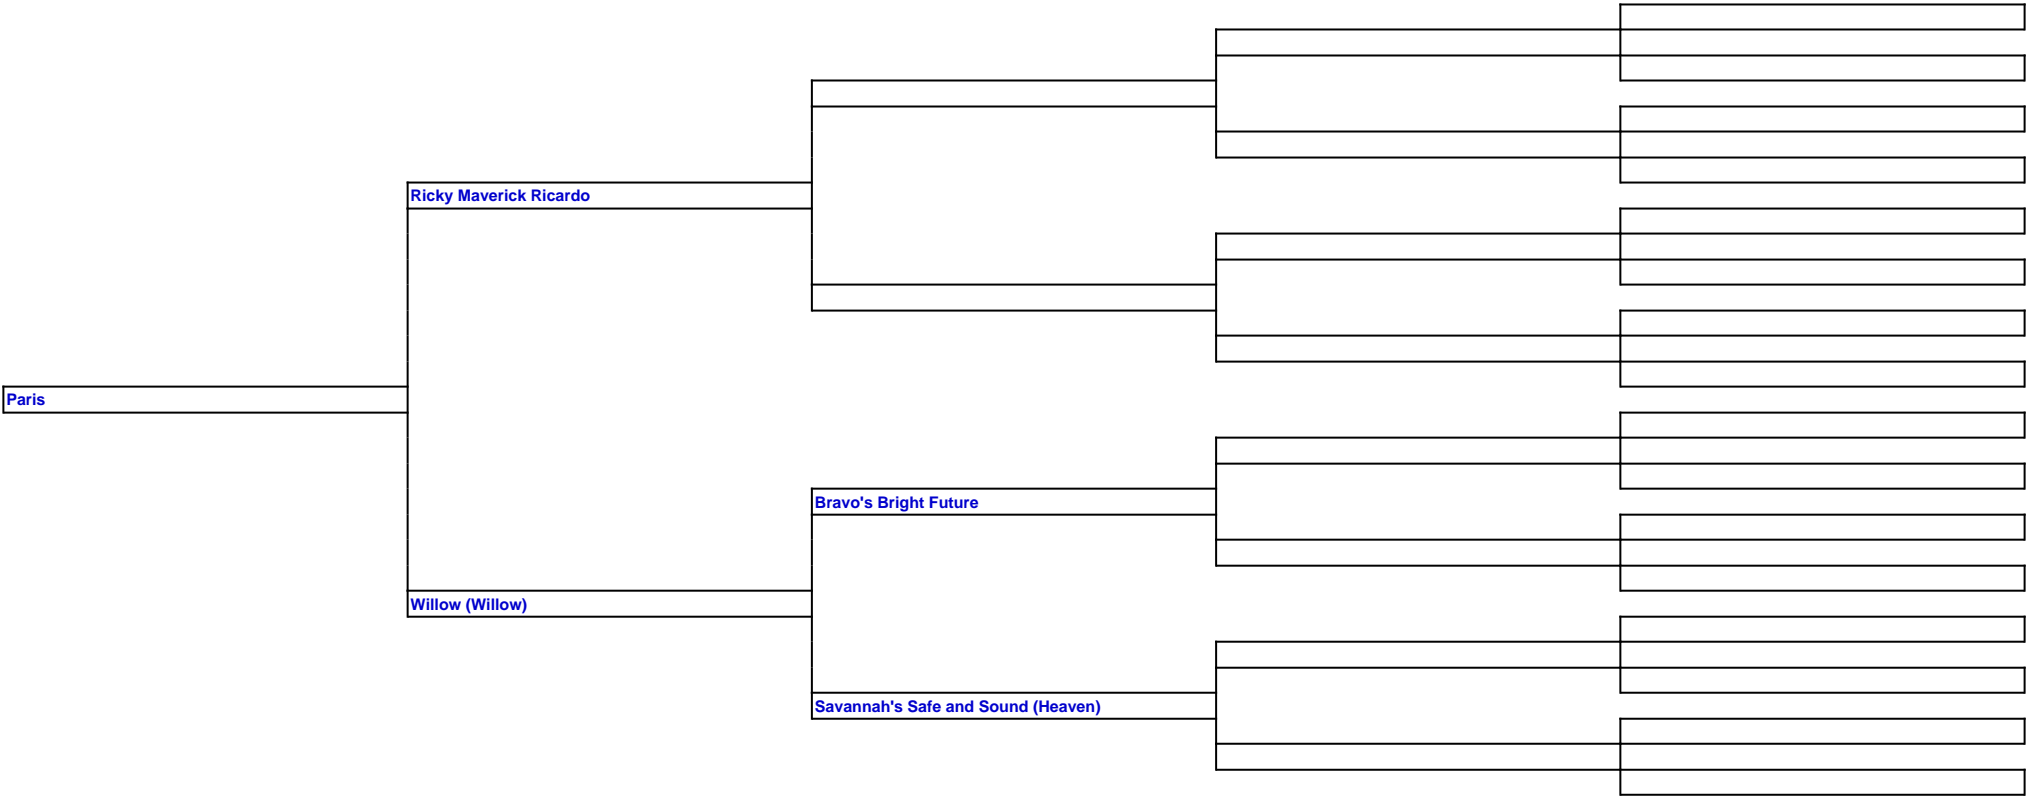 Ricky Maverick Ricardo
Paris
Bravo's Bright Future
Willow (Willow)
Savannah's Safe and Sound (Heaven)